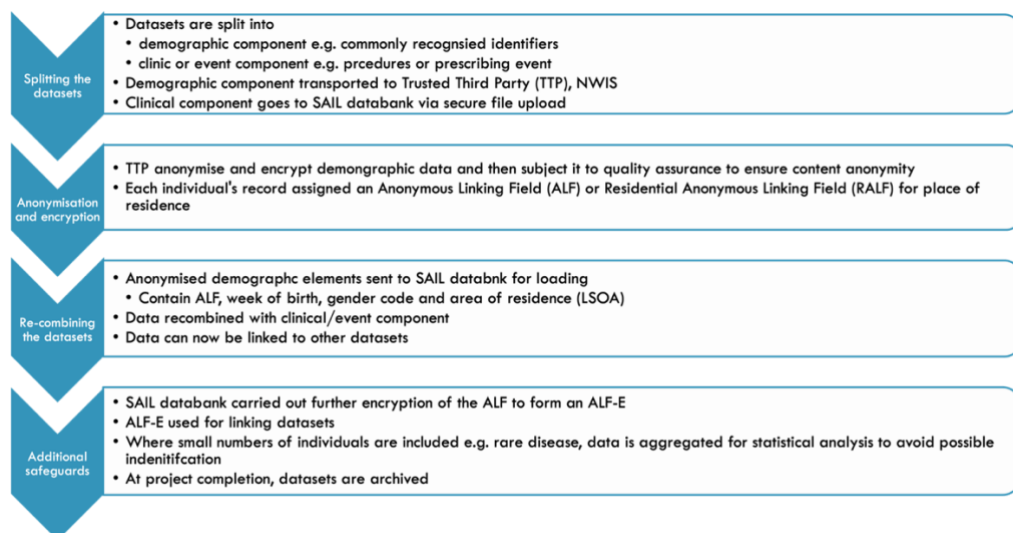 Splitting the
datasets
• Datasets are split into
• demographic component e.g. commonly recognsied identifiers
• clinic or event component e.g. prcedures or prescribing event
• Demographic component transported to Trusted Third Party (TTP), NWIS
• Clinical component goes to SAIL databank via secure file upload
Anonymisation
and encryption
• TTP anonymise and encrypt demongraphic data and then subject it to quality assurance to ensure content anonymity
• Each individual's record assigned an Anonymous Linking Field (ALF) or Residential Anonymous Linking Field (RALF) for place of
residence
Re-combining
the datasets
• Anonymised demographc elements sent to SAIL databnk for loading
• Contain ALF, week of birth, gender code and area of residence (LSOA)
• Data recombined with clinical/event component
• Data can now be linked to other datasets
Additional
safeguards
• SAIL databank carried out further encryption of the ALF to form an ALF-E
• ALF-E used for linking datasets
• Where small numbers of individuals are included e.g. rare disease, data is aggregated for statistical analysis to avoid possible
indenitifcation
• At project completion, datasets are archived